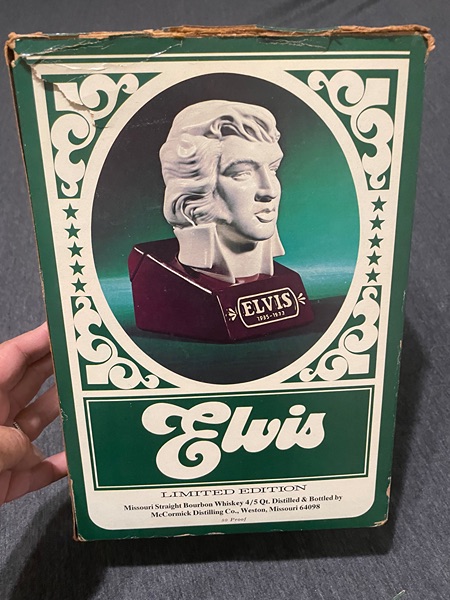 ELVIS
1935-1977
Elvis
LIMITED EDITION
Missouri Straight Bourbon Whiskey 4/5 Qt. Distilled & Bottled by
McCormick Distilling Co., Weston, Missouri 64098
Proof